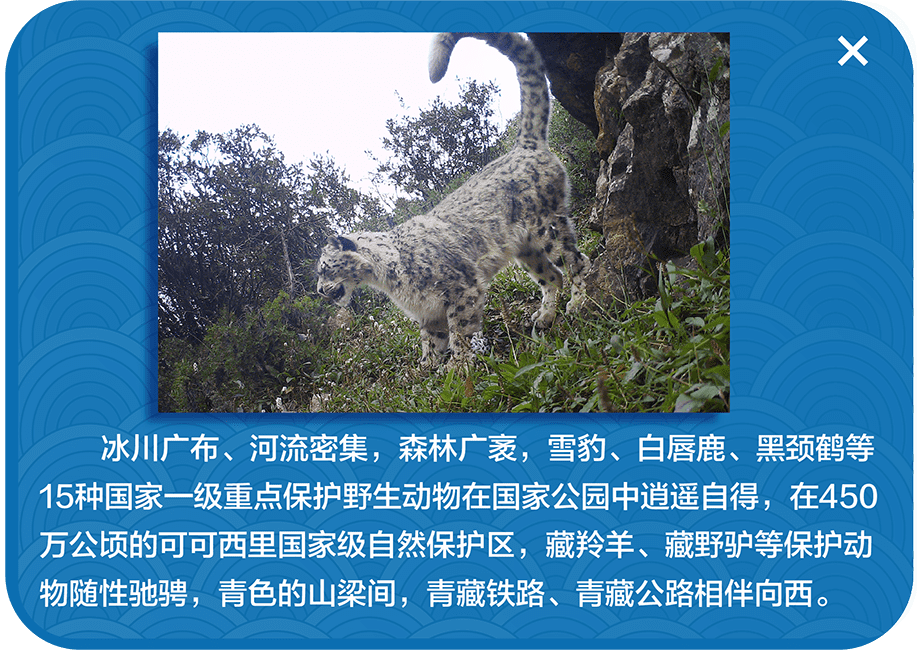 冰川广布、河流密集，森林广袤，雪豹、白唇鹿、黑颈鹤等
15种国家一级重点保护野生动物在国家公园中逍遥自得，在450
万公顷的可可西里国家级自然保护区，藏羚羊、藏野驴等保护动
物随性驰骋，青色的山梁间，青藏铁路、青藏公路相伴向西。